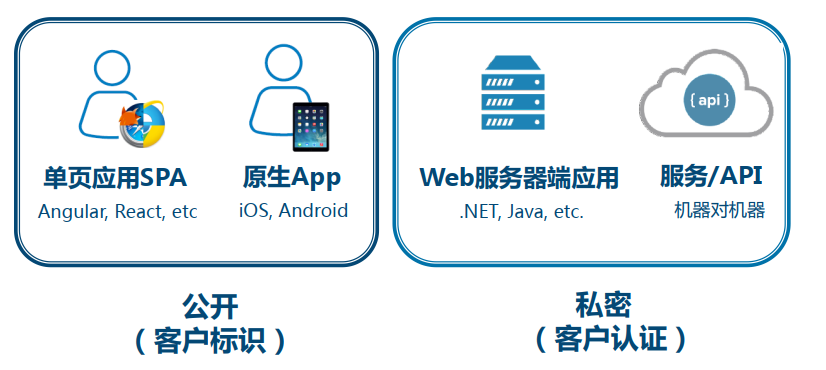 单页应用SPA
Angular, React, etc
原生App
iOS, Android
{api}
Web服务器端应用
.NET, Java, etc.
服务/API
机器对机器
公开
（客户标识）
私密
（客户认证）